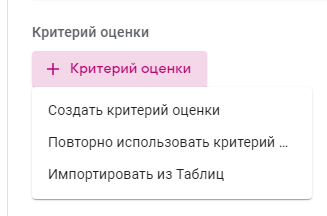 Критерий оценки
+ Критерий оценки
Создать критерий оценки
Повторно использовать критерий ...
Импортировать из Таблиц